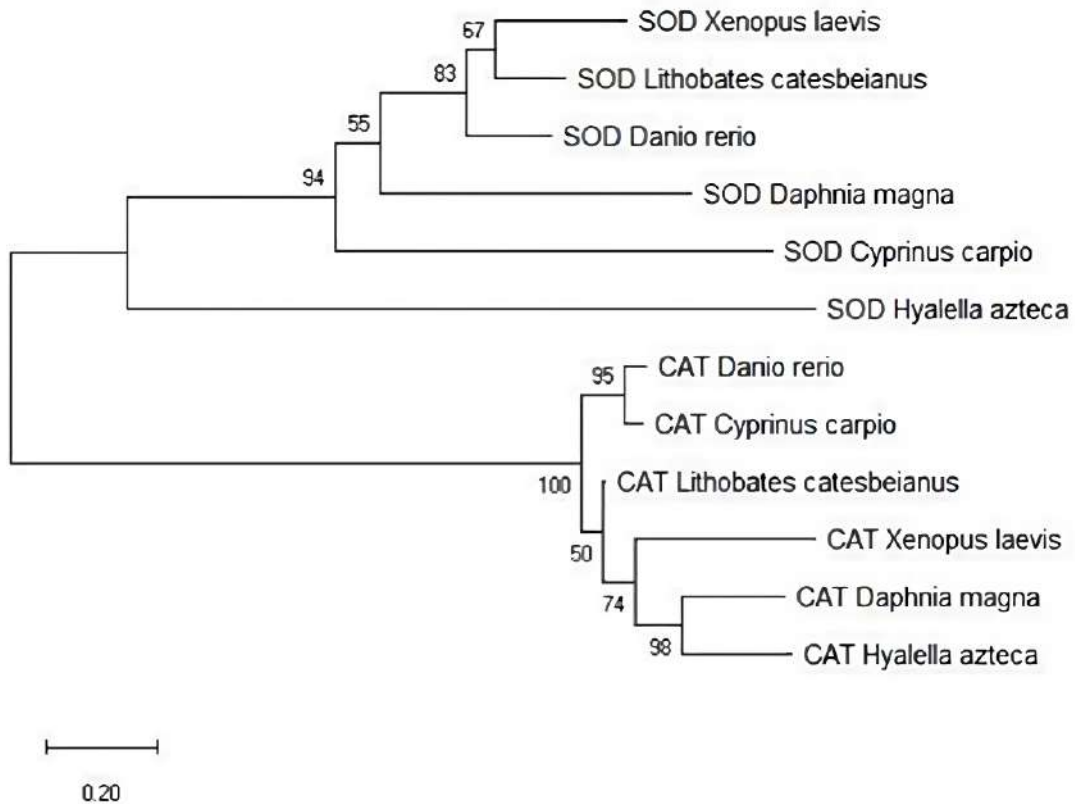 67
SOD Xenopus laevis
83
SOD Lithobates catesbeianus
55
SOD Danio rerio
94
SOD Daphnia magna
SOD Cyprinus carpio
SOD Hyalella azteca
95
CAT Danio rerio
CAT Cyprinus carpio
100
CAT Lithobates catesbeianus
50
CAT Xenopus laevis
74
CAT Daphnia magna
98
CAT Hyalella azteca
0.20